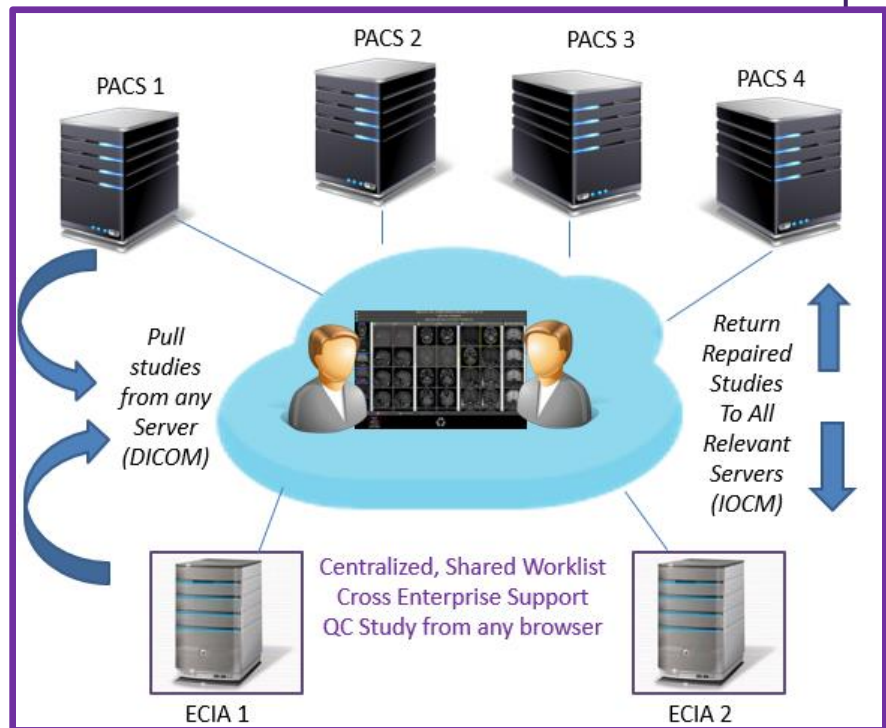 PACS 1
PACS 2
PACS 3
PACS 4
Pull
studies
from any
Server
(DICOM)
Return
Repaired
Studies
To All
Relevant
Servers
(IOCM)
Centralized, Shared Worklist
Cross Enterprise Support
QC Study from any browser
ECIA 1
ECIA 2